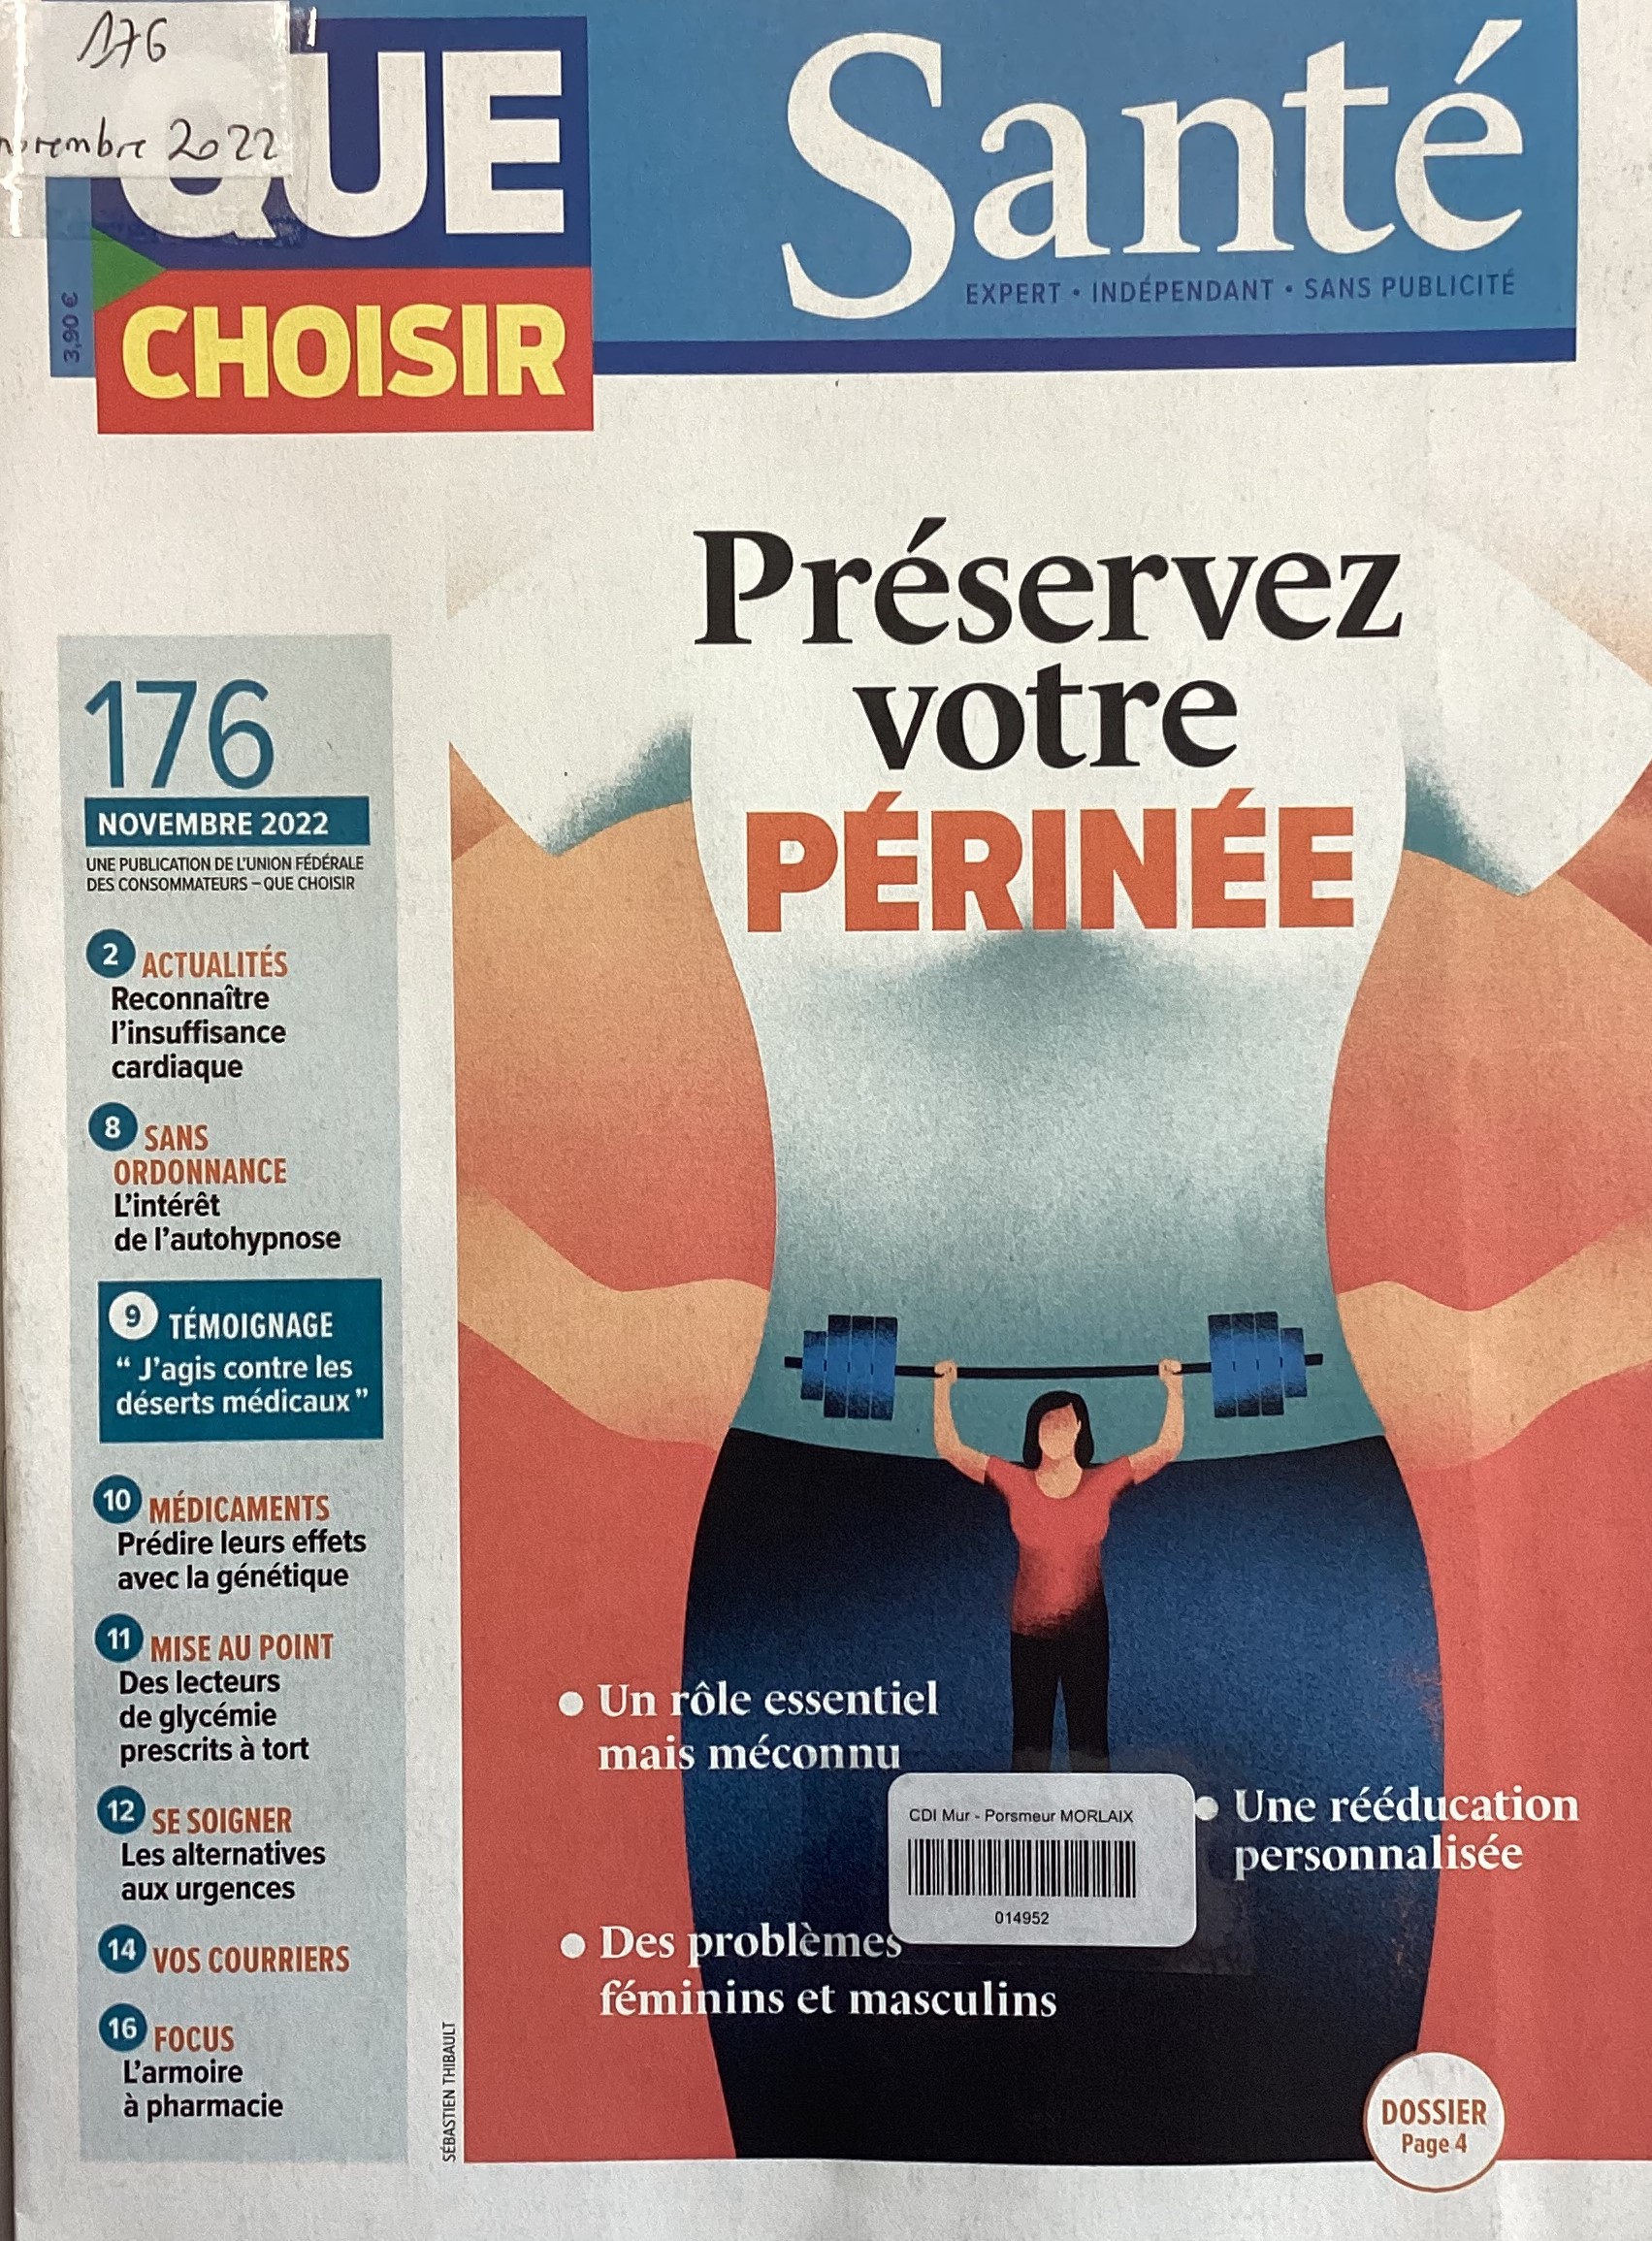 176
novembre 2022
QUE
CHOISIR
3,90 €
Santé
EXPERT • INDÉPENDANT • SANS PUBLICITÉ
Préservez
votre
PÉRINÉE
176
NOVEMBRE 2022
UNE PUBLICATION DE L'UNION FÉDÉRALE
DES CONSOMMATEURS – QUE CHOISIR
2 ACTUALITÉS
Reconnaître
l'insuffisance
cardiaque
8 SANS
ORDONNANCE
L'intérêt
de l'autohypnose
9 TÉMOIGNAGE
“ J'agis contre les
déserts médicaux ”
10 MÉDICAMENTS
Prédire leurs effets
avec la génétique
11 MISE AU POINT
Des lecteurs
de glycémie
prescrits à tort
12 SE SOIGNER
Les alternatives
aux urgences
14 VOS COURRIERS
16 FOCUS
L'armoire
à pharmacie
SÉBASTIEN THIBAULT
• Un rôle essentiel
mais méconnu
CDI Mur - Porsmeur MORLAIX
014952
• Une rééducation
personnalisée
• Des problèmes
féminins et masculins
DOSSIER
Page 4